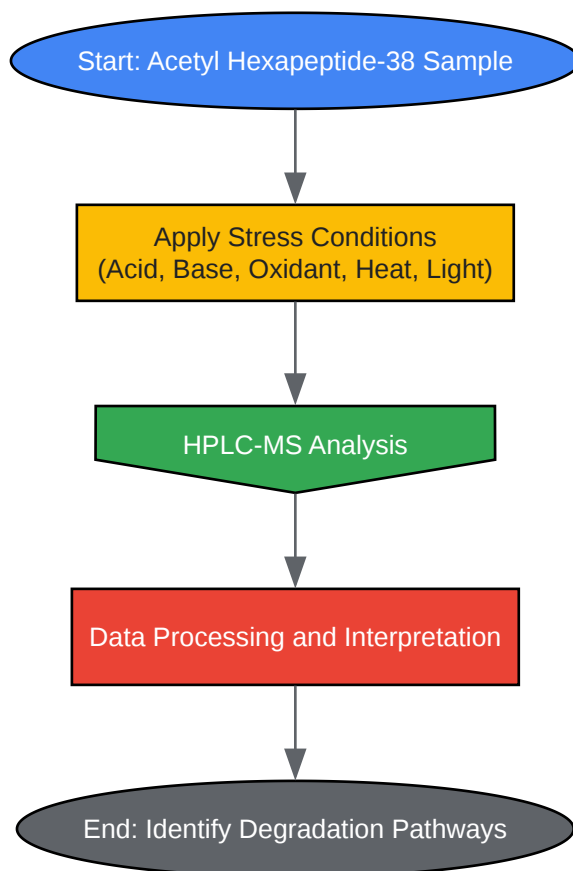 Start: Acetyl Hexapeptide-38 Sample
Apply Stress Conditions
(Acid, Base, Oxidant, Heat, Light)
HPLC-MS Analysis
Data Processing and Interpretation
End: Identify Degradation Pathways